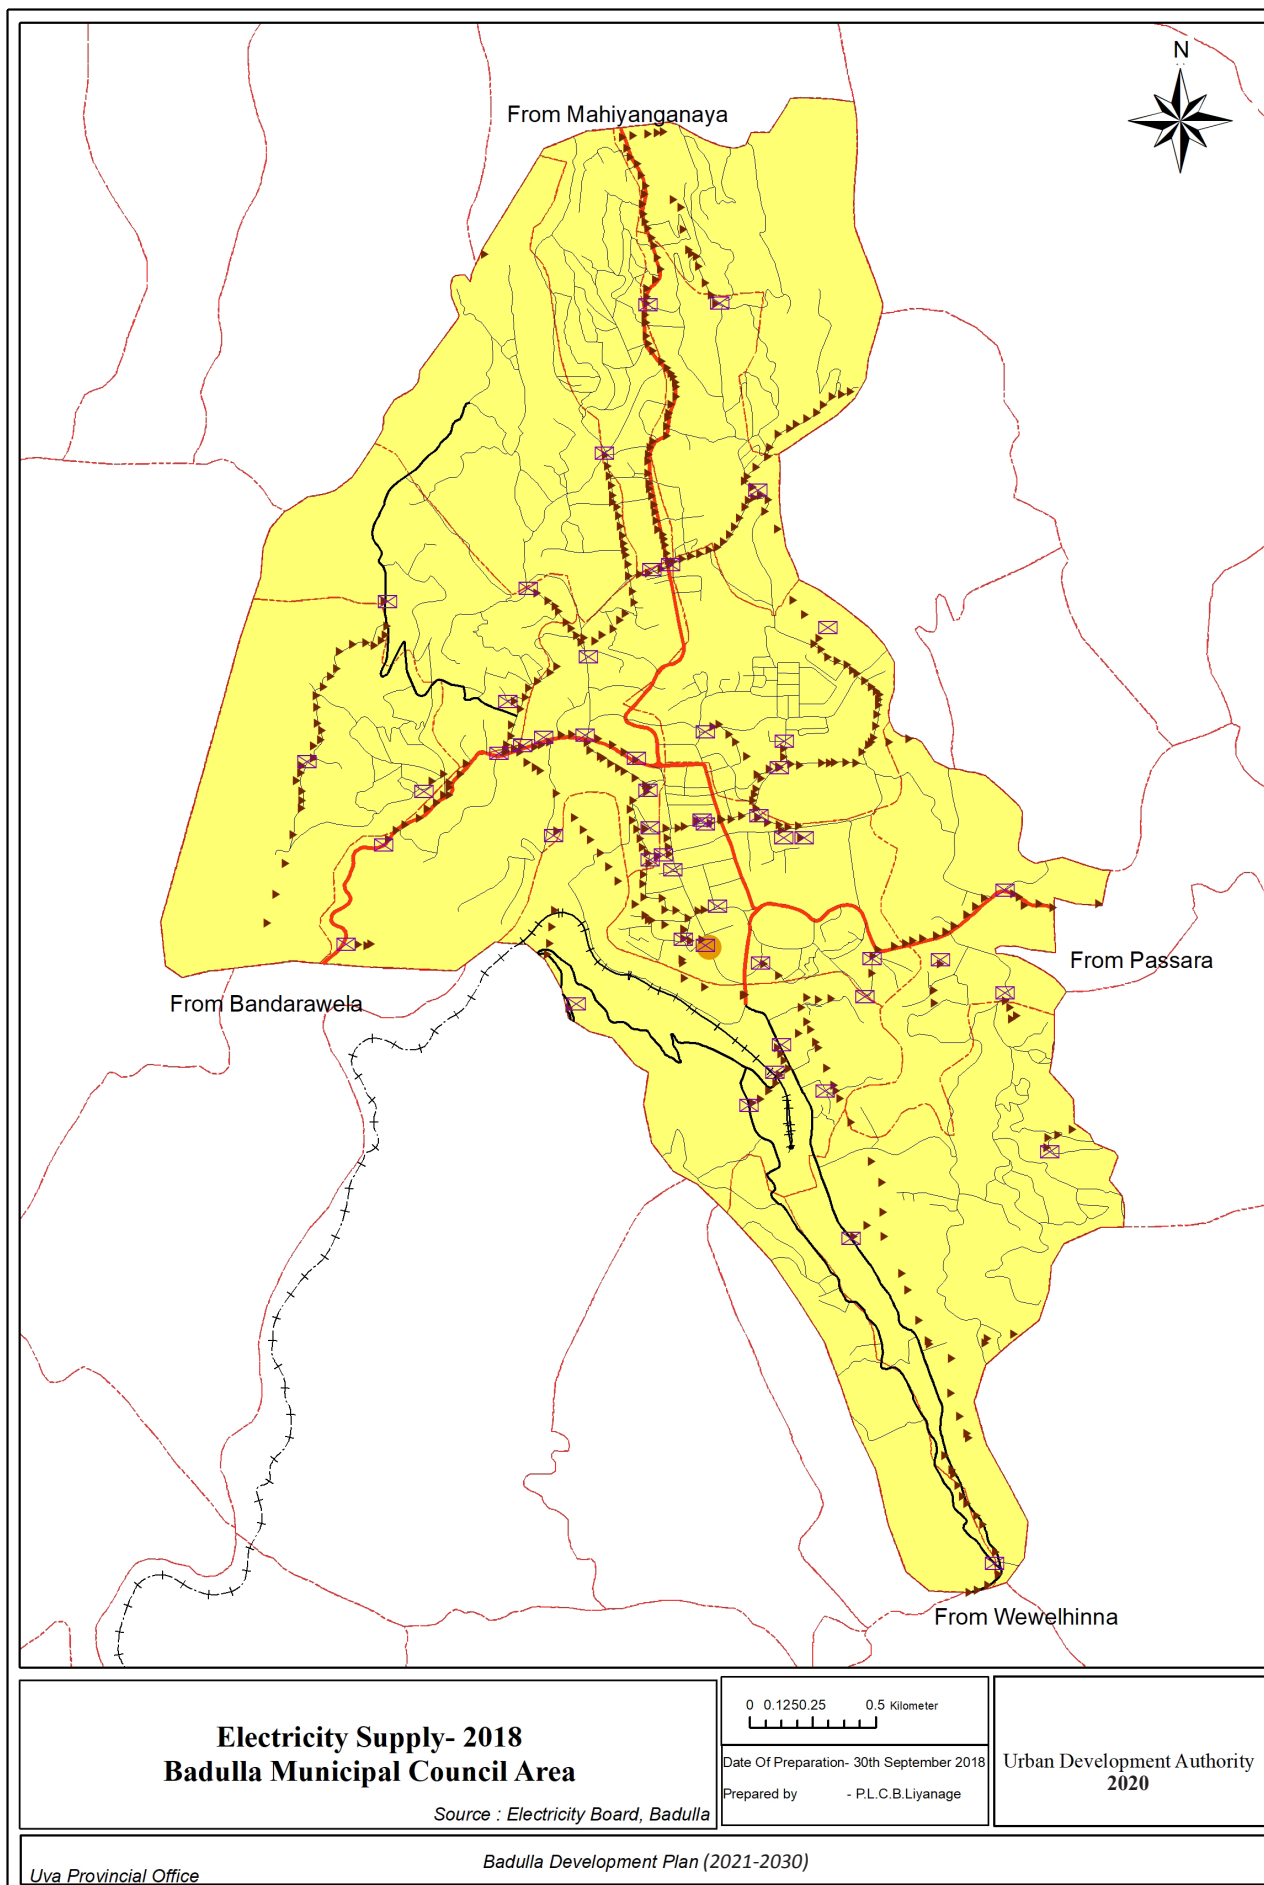 N
From Mahiyanganaya
From Passara
From Bandarawela
From Wewelhinna
Electricity Supply- 2018
Badulla Municipal Council Area
Source : Electricity Board, Badulla
0 0.1250.25 0.5 Kilometer
Date Of Preparation- 30th September 2018
Prepared by - P.L.C.B.Liyanage
Urban Development Authority
2020
Badulla Development Plan (2021-2030)
Uva Provincial Office